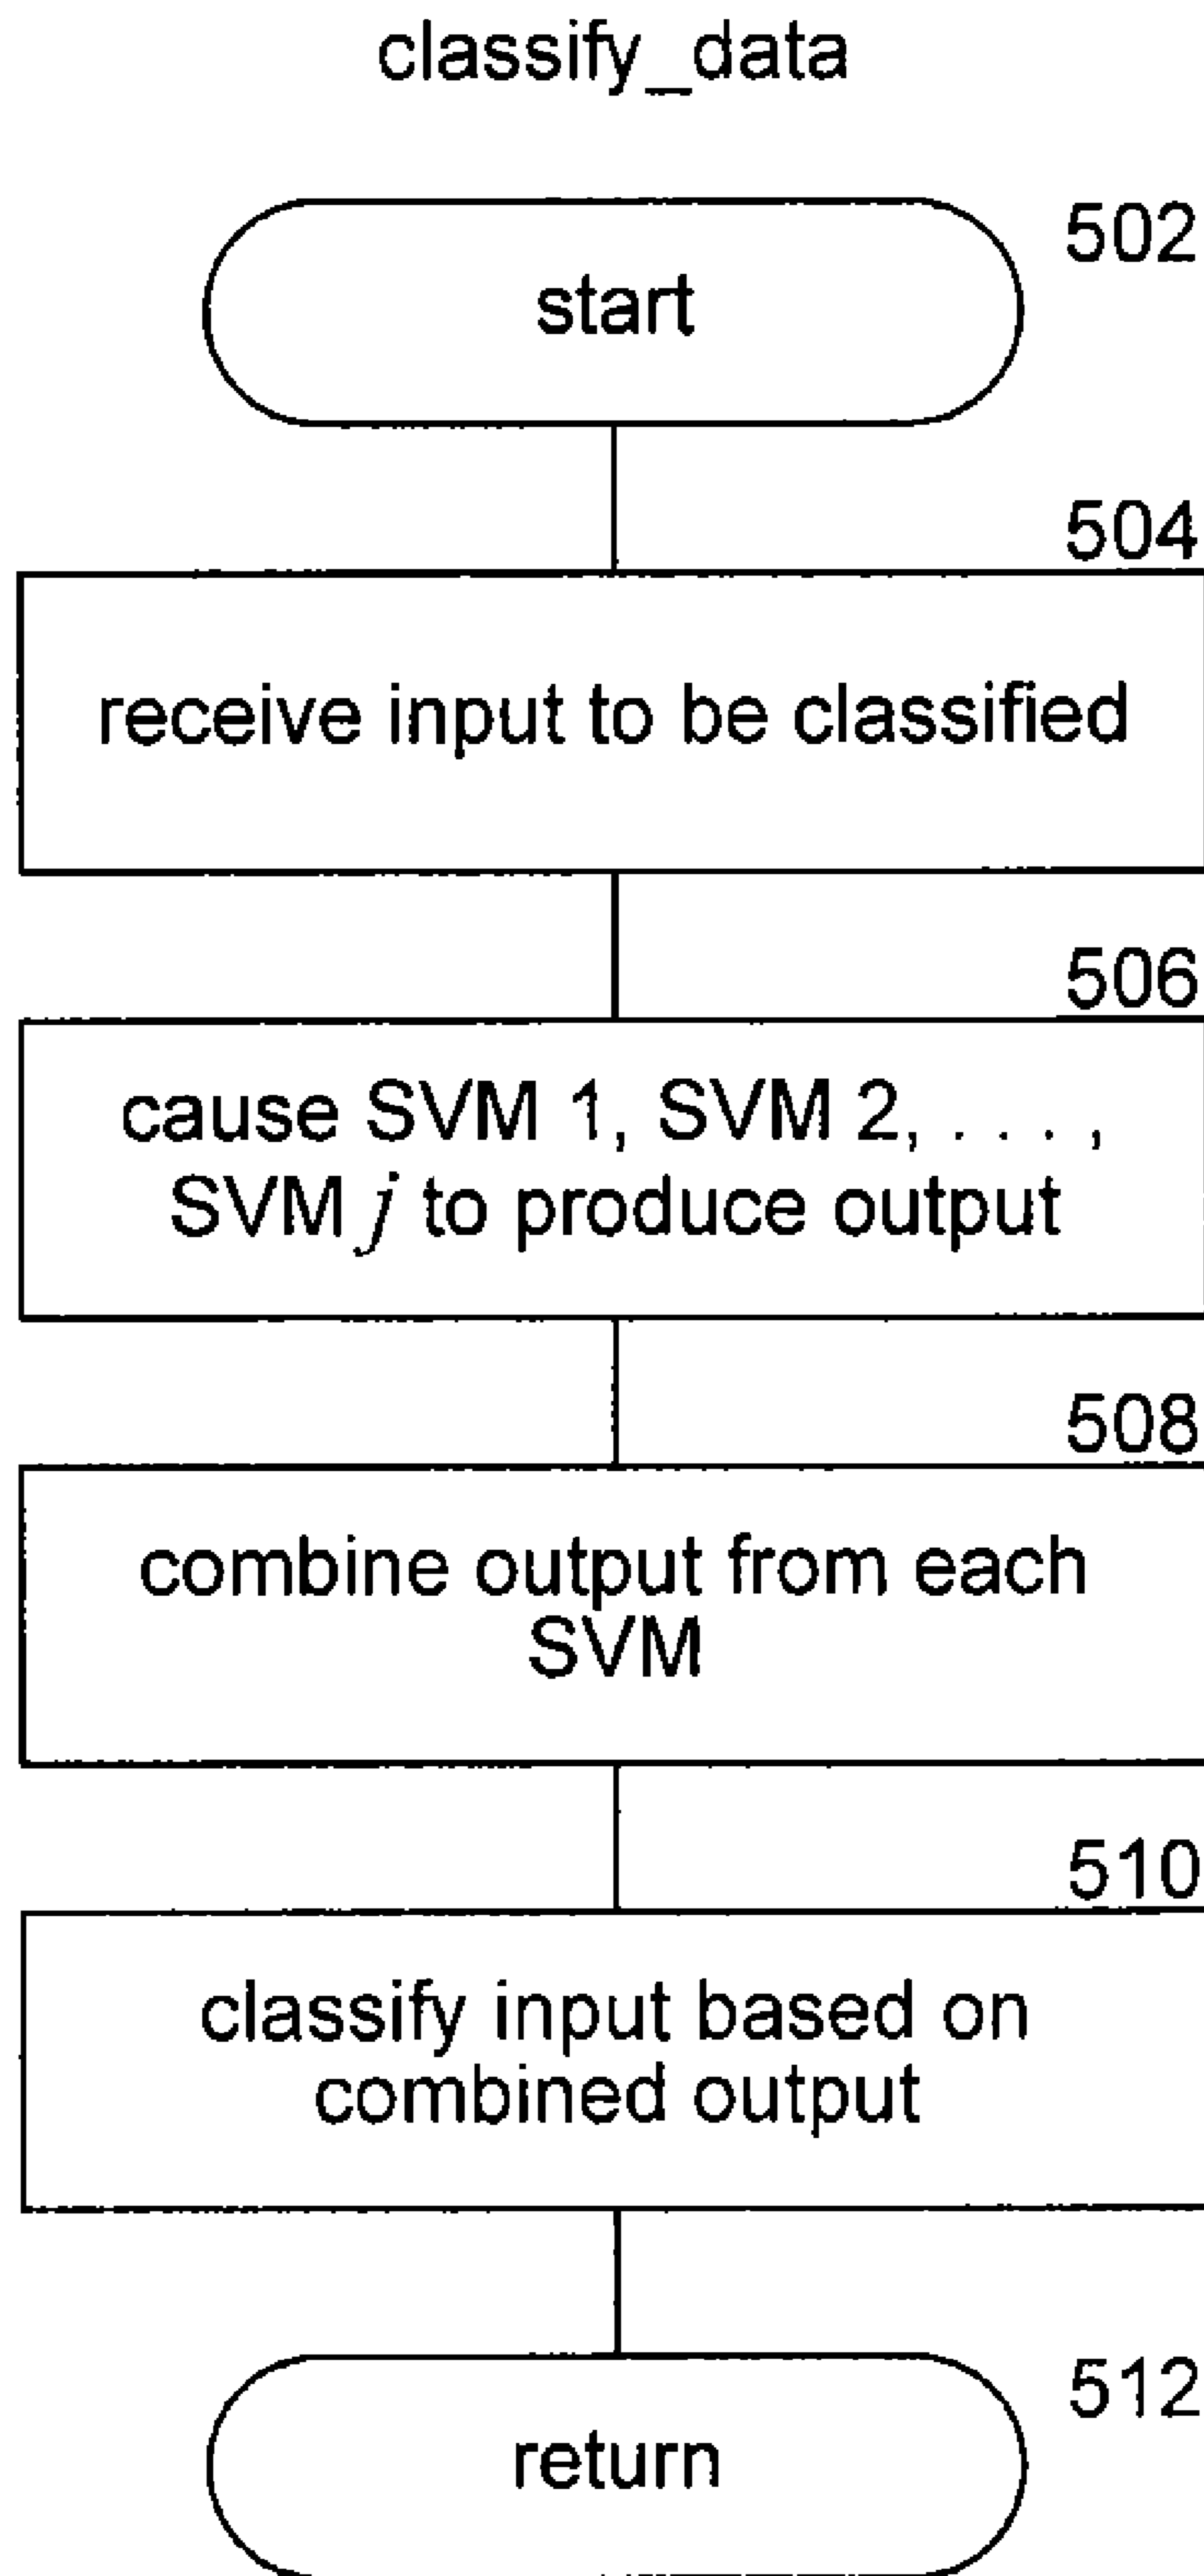 classify_data
502
start
504
receive input to be classified
506
cause SVM 1, SVM 2, . . . ,
SVM j to produce output
508
combine output from each
SVM
510
classify input based on
combined output
512
return